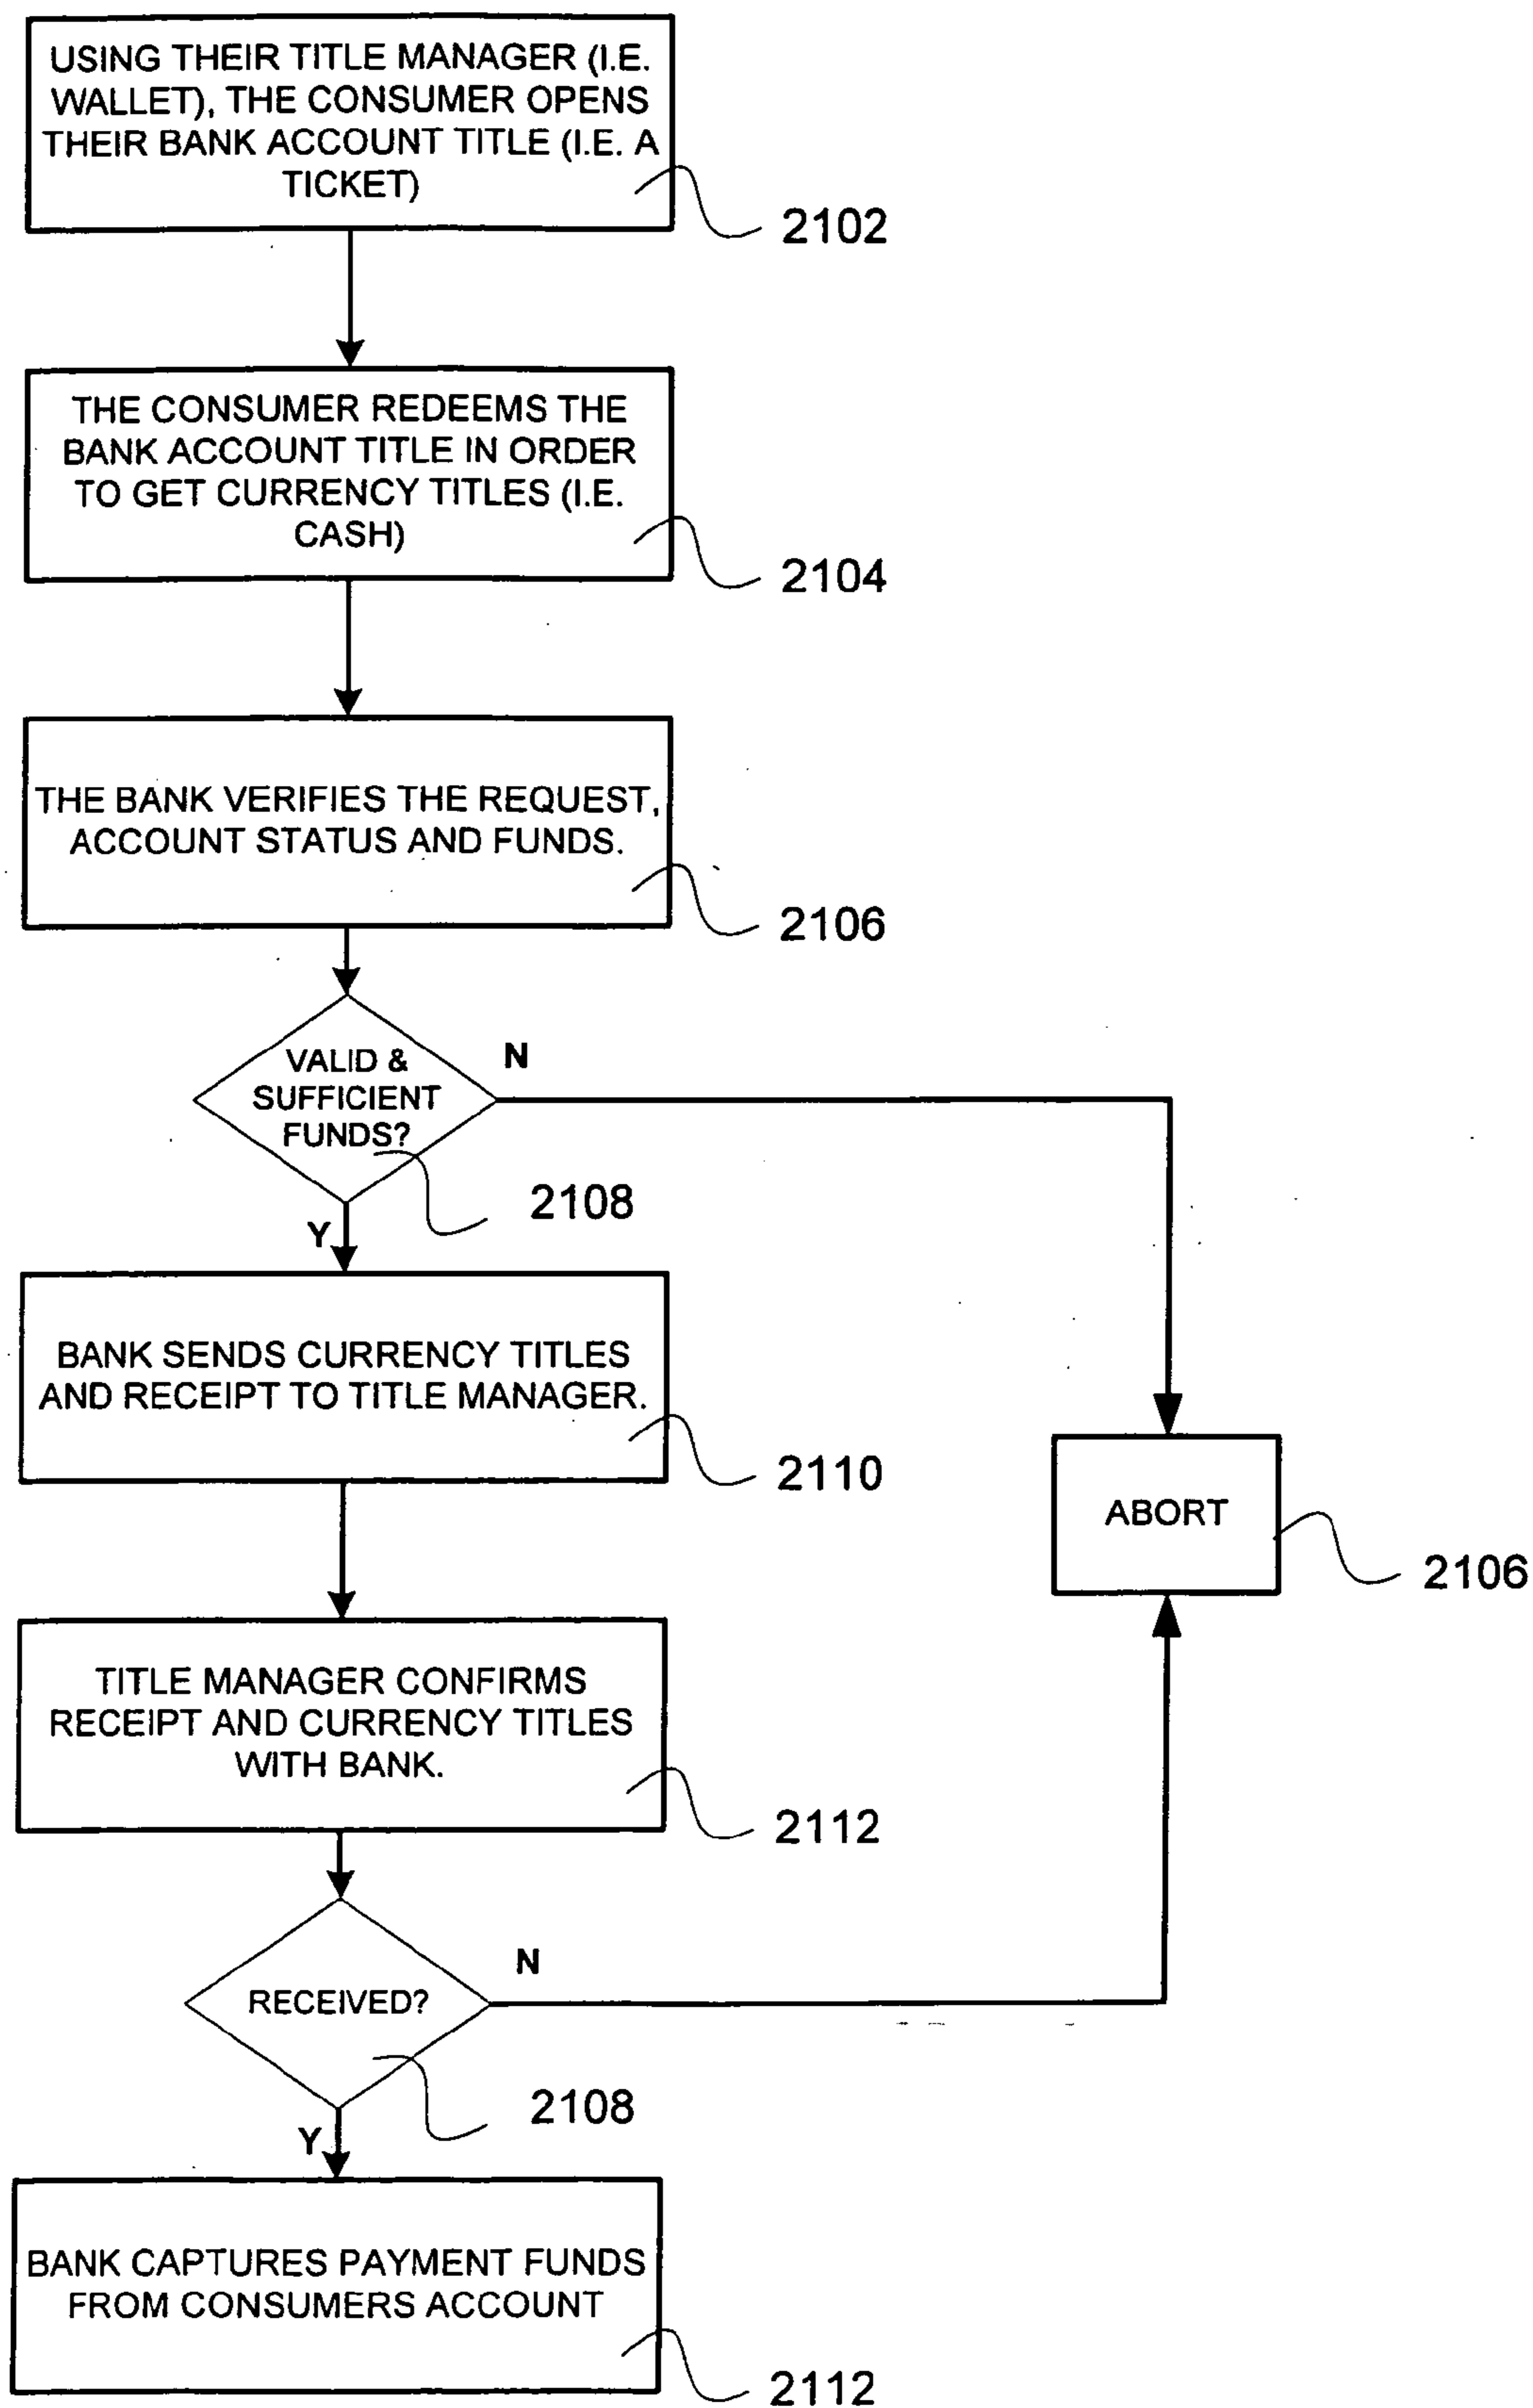 USING THEIR TITLE MANAGER (I.E.
WALLET), THE CONSUMER OPENS
THEIR BANK ACCOUNT TITLE (I.E. A
TICKET)
2102
THE CONSUMER REDEEMS THE
BANK ACCOUNT TITLE IN ORDER
TO GET CURRENCY TITLES (I.E.
CASH)
2104
THE BANK VERIFIES THE REQUEST,
ACCOUNT STATUS AND FUNDS.
2106
VALID &
SUFFICIENT
FUNDS?
N
2108
Y
BANK SENDS CURRENCY TITLES
AND RECEIPT TO TITLE MANAGER.
2110
ABORT
2106
TITLE MANAGER CONFIRMS
RECEIPT AND CURRENCY TITLES
WITH BANK.
2112
RECEIVED?
N
2108
Y
BANK CAPTURES PAYMENT FUNDS
FROM CONSUMERS ACCOUNT
2112